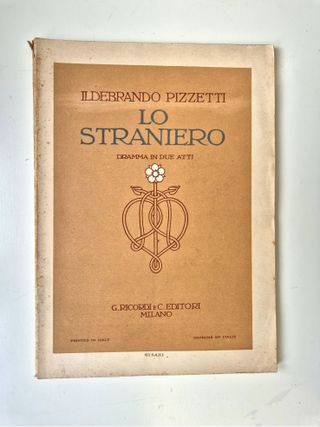 ILDEBRANDO PIZZETTI
LO
STRANIERO
DRAMMA IN DUE ATTI
G. RICORDI & C. EDITORI
MILANO
PRINTED IN ITALY
IMPRIMÉ EN ITALIE